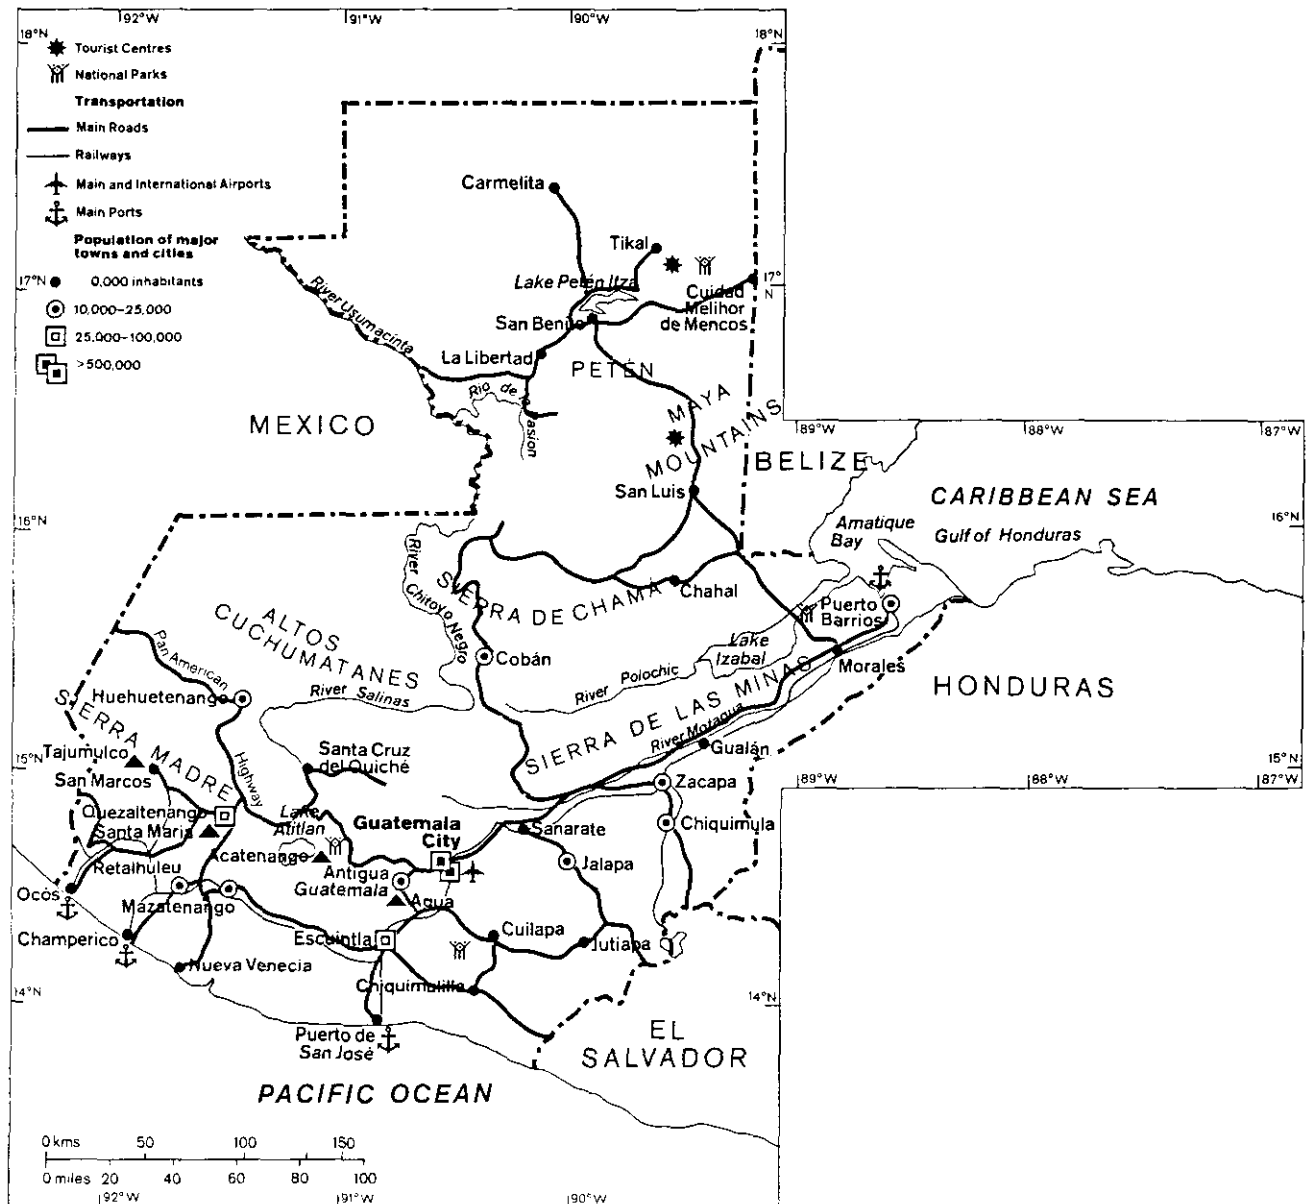 92°W
91°W
90°W
18°N
18°N
Tourist Centres
National Parks
Transportation
Main Roads
Railways
Main and International Airports
Main Ports
Population of major
towns and cities
0,000 inhabitants
10,000–25,000
25,000–100,000
>500,000
Carmelita
Tikal
Lake Petén Itza
17°N
17°
N
Cuidad
Melihor
de Mencos
River Usumacinta
San Benito
La Libertad
PETÉN
Rio de la Pasion
MEXICO
MAYA
MOUNTAINS
89°W
88°W
87°W
BELIZE
San Luis
CARIBBEAN SEA
16°N
16°N
Amatique
Bay
Gulf of Honduras
River Chitoyo Negro
SIERRA DE CHAMÁ
Chahal
Puerto
Barrios
ALTOS
CUCHUMATANES
Cobán
Lake
Izabal
Morales
Pan American
Highway
River Polochic
HONDURAS
Huehuetenango
River Salinas
SIERRA MADRE
SIERRA DE LAS MINAS
River Motagua
Gualán
Tajumulco
15°N
15°N
San Marcos
Santa Cruz
del Quiché
Zacapa
89°W
88°W
87°W
Quezaltenango
Santa Maria
Lake
Atitlan
Guatemala
City
Sanarate
Chiquimula
Acatenango
Retalhuleu
Antigua
Guatemala
Jalapa
Ocós
Mazatenango
Agua
Champerico
Escuintla
Cuilapa
Jutiapa
Nueva Venecia
Chiquimulilla
14°N
14°N
Puerto de
San José
EL
SALVADOR
PACIFIC OCEAN
0 kms 50 100 150
0 miles 20 40 60 80 100
92°W
91°W
90°W